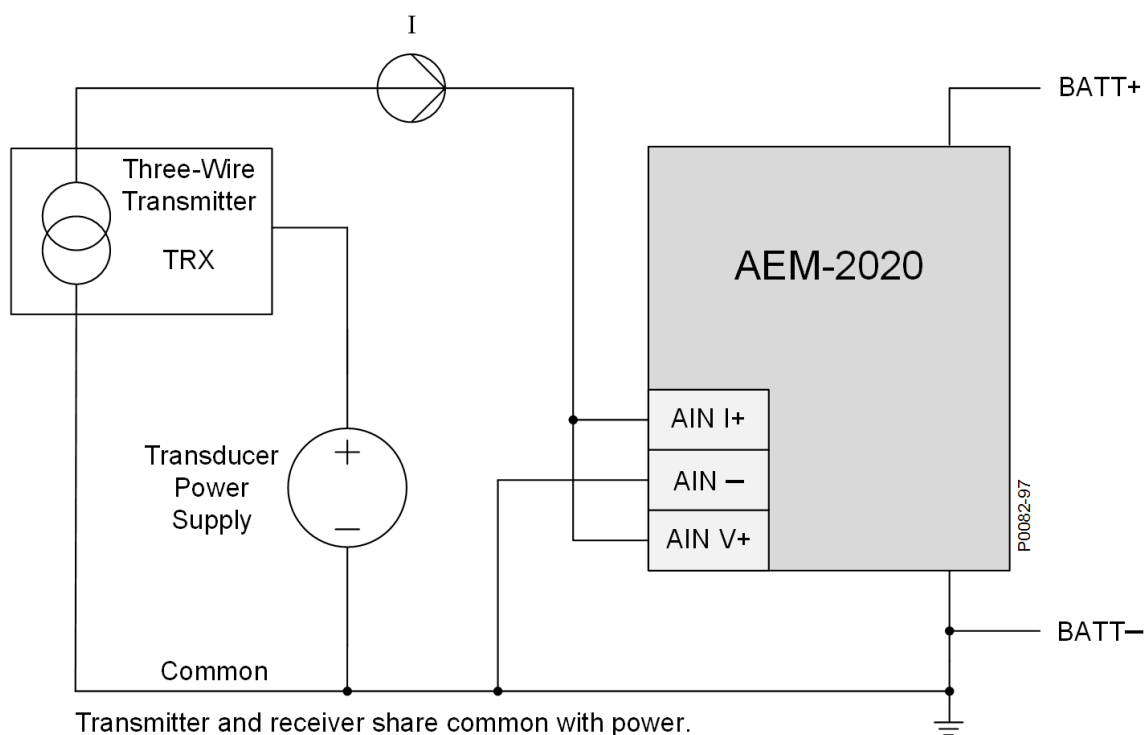 I
BATT+
Three-Wire
Transmitter
TRX
AEM-2020
AIN I+
AIN –
AIN V+
Transducer
Power
Supply
+
–
P0082-97
BATT–
Common
Transmitter and receiver share common with power.